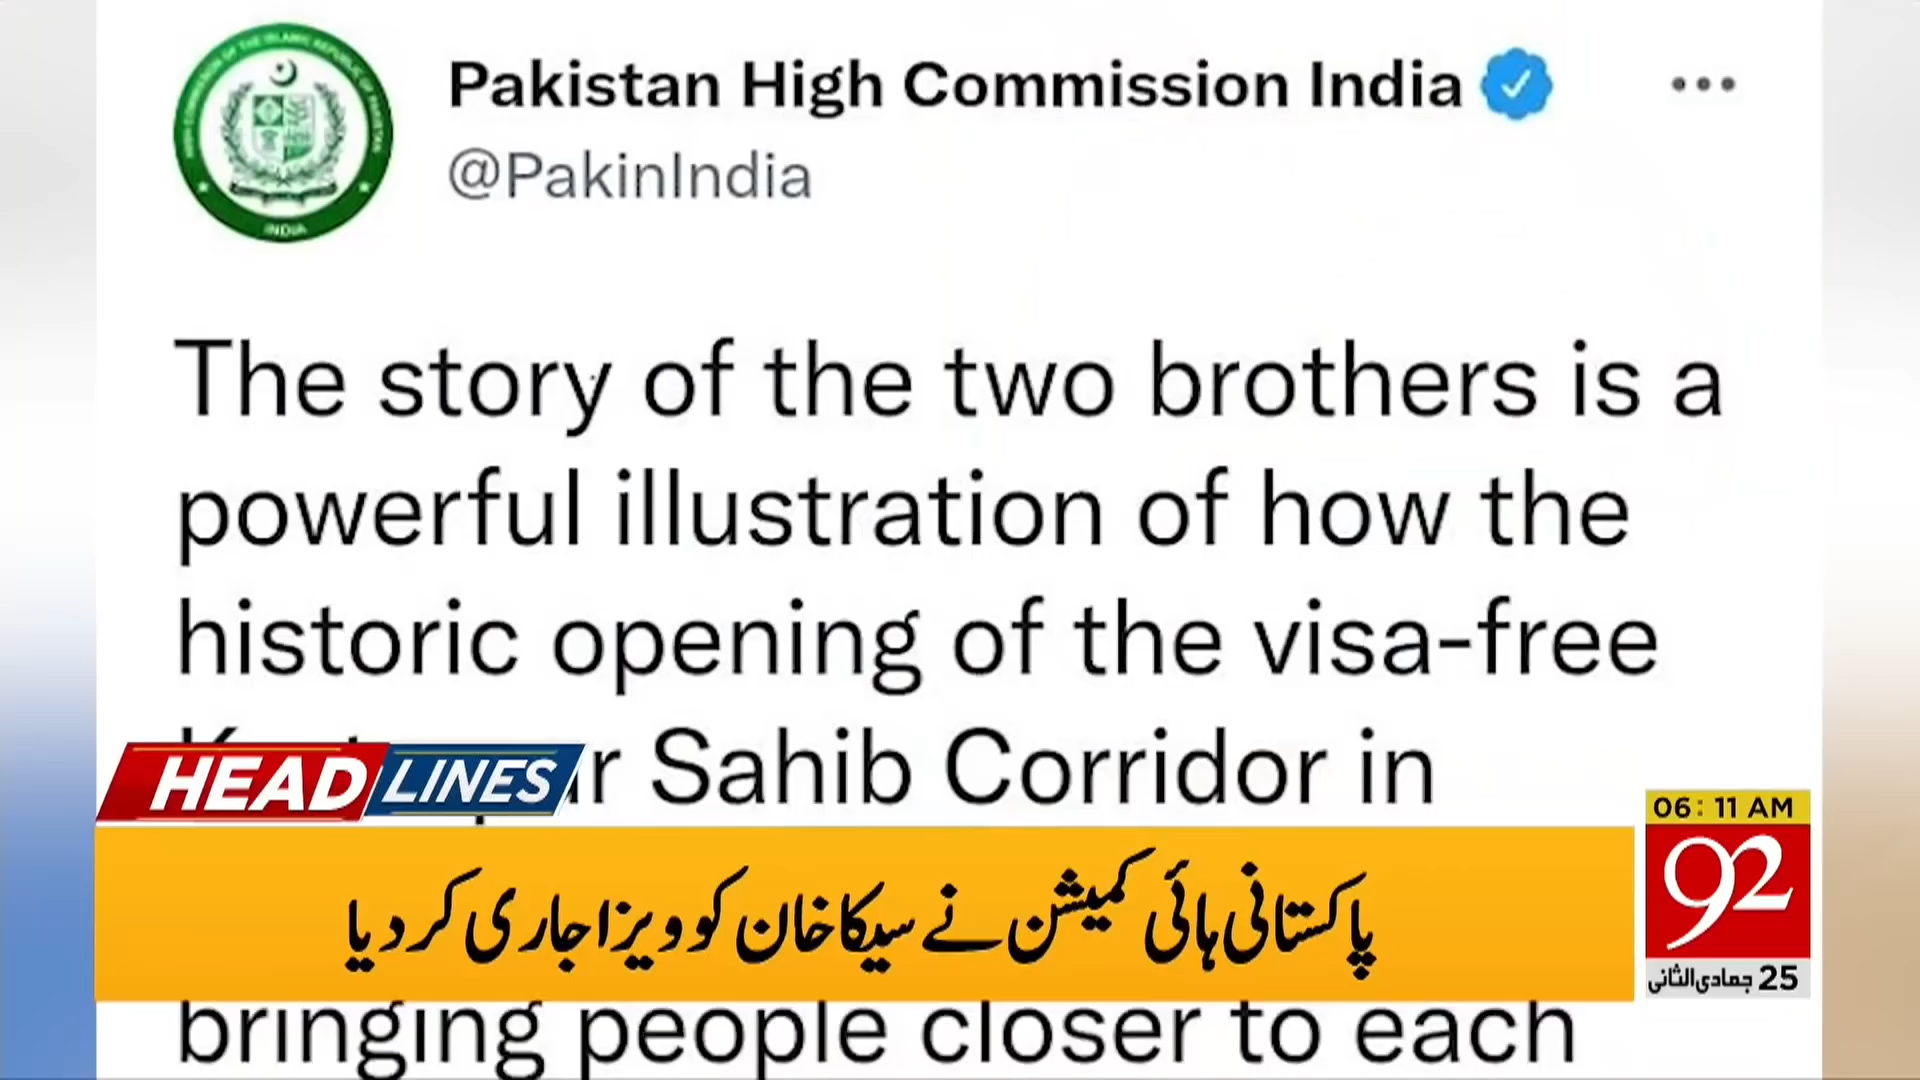 Pakistan High Commission India
@PakinIndia
The story of the two brothers is a
powerful illustration of how the
historic opening of the visa-free
Sahib Corridor in
HEADLINES
پاکستانی ہائی کمیشن نے سیکا خان کو ویزا جاری کر دیا
06:11 AM
92
25 جمادی الثانی
bringing people closer to each